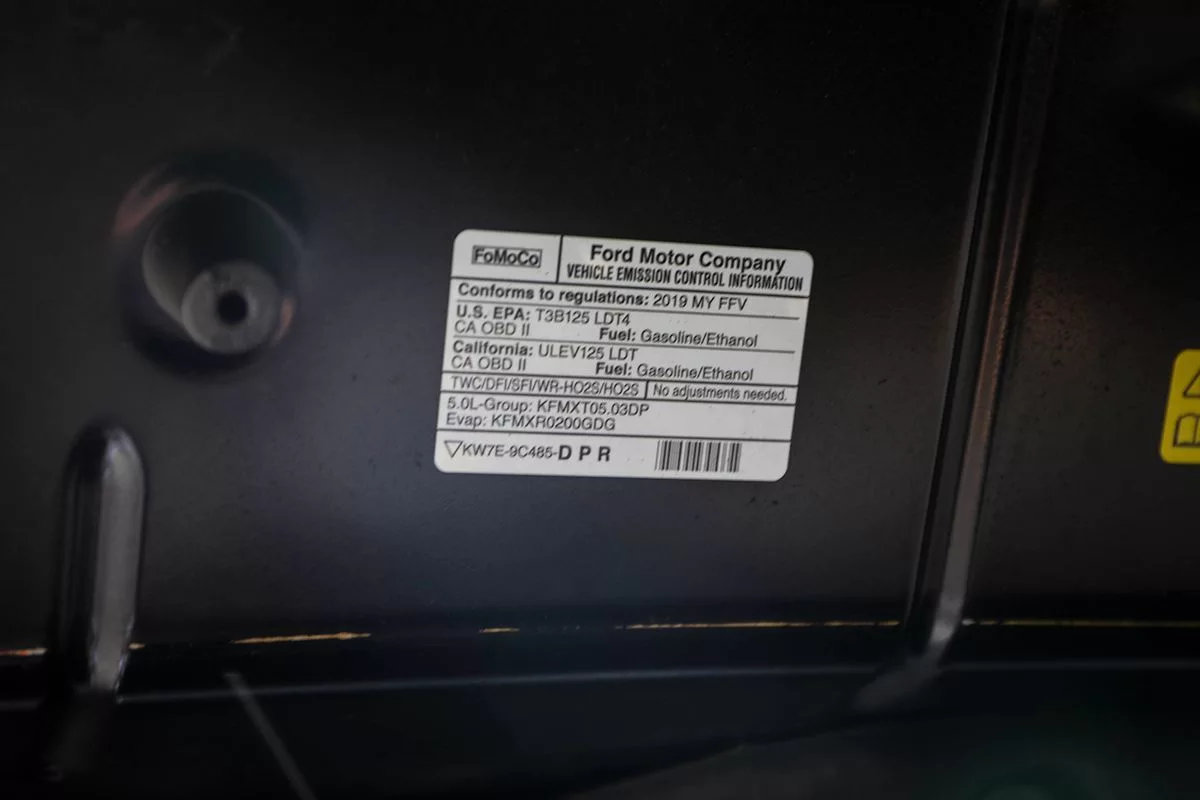 FoMoCo
Ford Motor Company
VEHICLE EMISSION CONTROL INFORMATION
Conforms to regulations: 2019 MY FFV
U.S. EPA: T3B125 LDT4
CA OBD II Fuel: Gasoline/Ethanol
California: ULEV125 LDT
CA OBD II Fuel: Gasoline/Ethanol
TWC/DFI/SFI/WR-HO2S/HO2S No adjustments needed.
5.0L-Group: KFMXT05.03DP
Evap: KFMXR0200GDG
KW7E-9C485-D P R